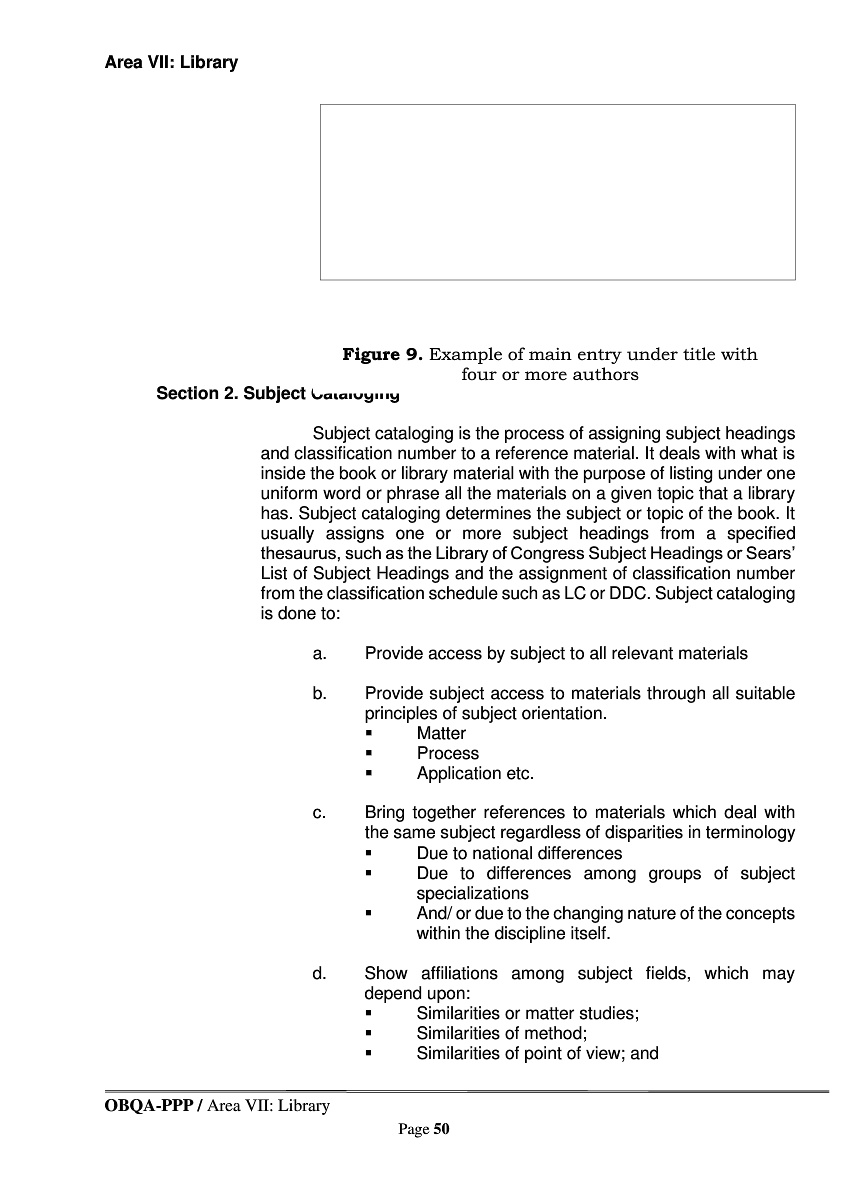 Area VII: Library
Figure 9. Example of main entry under title with
four or more authors
Section 2. Subject Cataloging
Subject cataloging is the process of assigning subject headings
and classification number to a reference material. It deals with what is
inside the book or library material with the purpose of listing under one
uniform word or phrase all the materials on a given topic that a library
has. Subject cataloging determines the subject or topic of the book. It
usually assigns one or more subject headings from a specified
thesaurus, such as the Library of Congress Subject Headings or Sears’
List of Subject Headings and the assignment of classification number
from the classification schedule such as LC or DDC. Subject cataloging
is done to:
a. Provide access by subject to all relevant materials
b. Provide subject access to materials through all suitable
principles of subject orientation.
▪ Matter
▪ Process
▪ Application etc.
c. Bring together references to materials which deal with
the same subject regardless of disparities in terminology
▪ Due to national differences
▪ Due to differences among groups of subject
specializations
▪ And/ or due to the changing nature of the concepts
within the discipline itself.
d. Show affiliations among subject fields, which may
depend upon:
▪ Similarities or matter studies;
▪ Similarities of method;
▪ Similarities of point of view; and
OBQA-PPP / Area VII: Library
Page 50